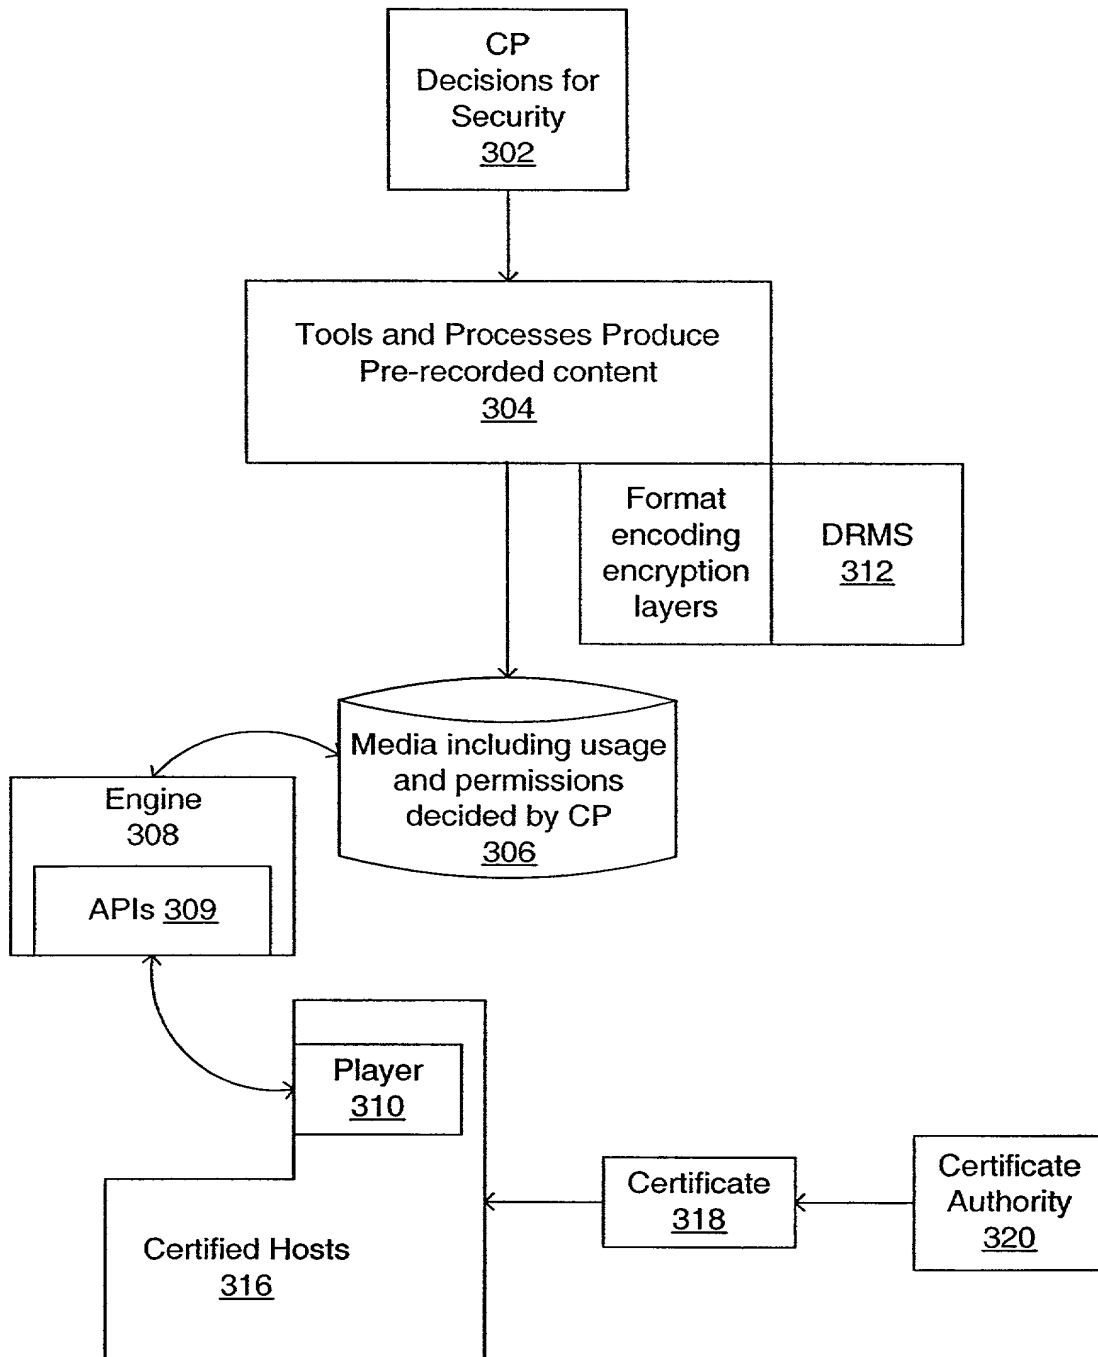 CP
Decisions for
Security
302
Tools and Processes Produce
Pre-recorded content
304
Format
encoding
encryption
layers
DRMS
312
Media including usage
and permissions
decided by CP
306
Engine
308
APIs 309
Player
310
Certificate
318
Certificate
Authority
320
Certified Hosts
316